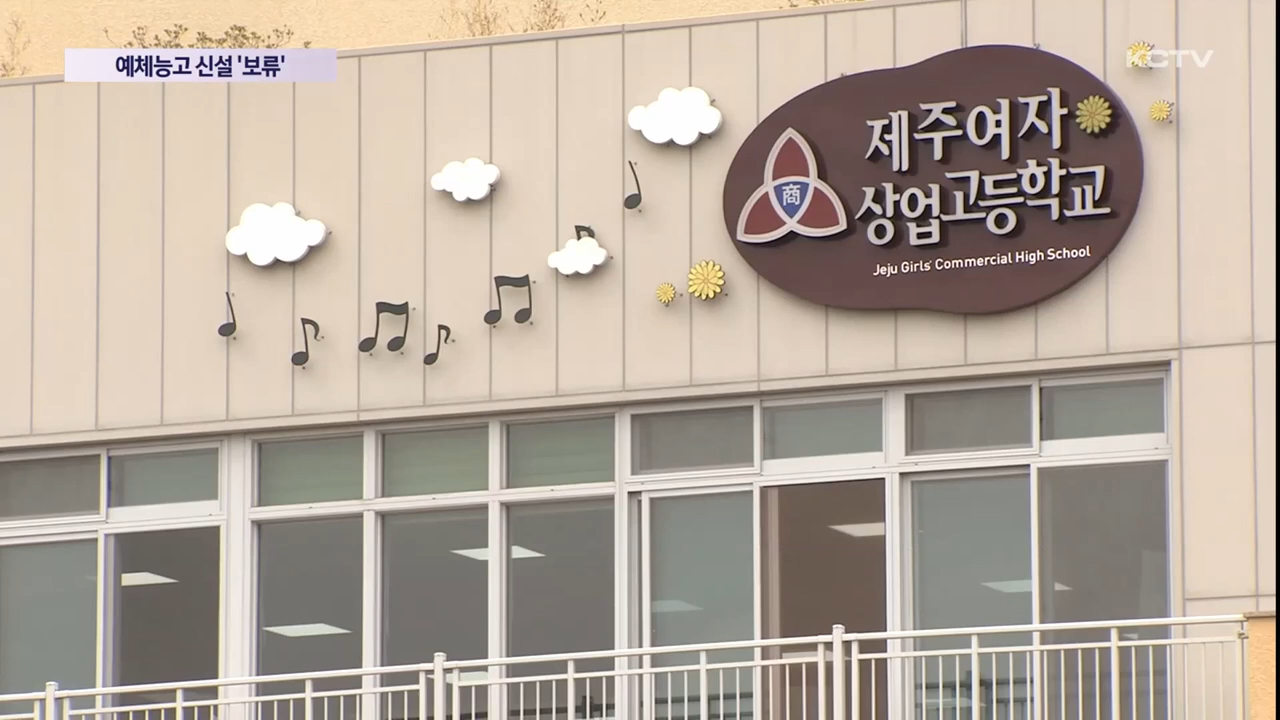 예체능고 신설 '보류'
KCTV
제주여자
상업고등학교
商
Jeju Girls' Commercial High School